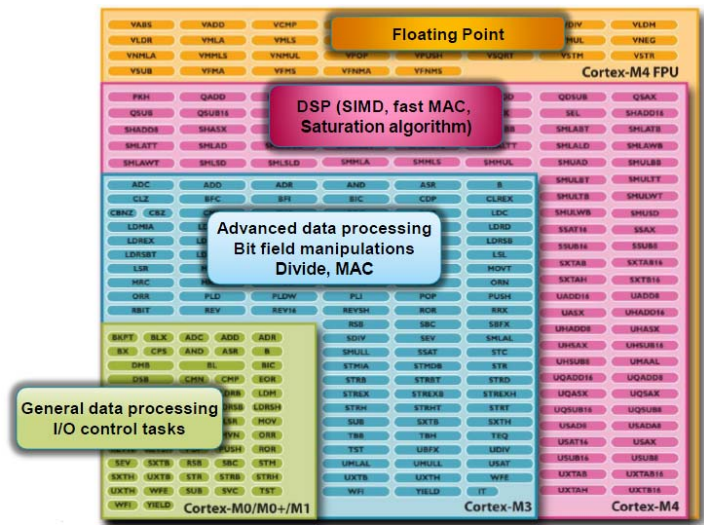 VABS VADD VCMP VDIV VLDM
VLDR VMLA VMLS VMUL VNEG
Floating Point
VNMLA VMMLS VNMUL VPOP VPUSH VSQRT VSTM VSTR
VSUB VFMA VFMS VFNMA VFNMS
Cortex-M4 FPU
PKH QADD QDSUB QSAX
DSP (SIMD, fast MAC,
Saturation algorithm)
QSUB QSUB16 SEL SHADD16
SHADD8 SHASX SMLABT SMLATB
SMLATT SMLAD SMLALD SMLAWB
SMLAWT SMLSD SMLSLD SMMLA SMMLS SMMUL SMUAD SMULBB
SMULBT SMULTT
SMULTB SMULWT
SMULWB SMUSD
SSAT16 SSAX
SSUB16 SSUB8
SXTAB SXTAB16
SXTAH SXTB16
UADD16 UADD8
UASX UHADD16
UHADD8 UHASX
UHSAX UHSUB16
UHSUB8 UMAAL
UQADD16 UQADD8
UQASX UQSAX
UQSUB16 UQSUB8
USAD8 USADA8
USAT16 USAX
USUB16 USUB8
UXTAB UXTAB16
UXTAH UXTB16
Cortex-M4
ADC ADD ADR AND ASR B
CLZ BFC BFI BIC CDP CLREX
CBNZ CBZ LDC
LDMIA LDRD
LDREX LDRSB
LDRSBT LSL
LSR MOVT
MRC ORN
Advanced data processing
Bit field manipulations
Divide, MAC
ORR PLD PLDW PLI POP PUSH
RBIT REV REV16 REVSH ROR RRX
RSB SBC SBFX
SDIV SEV SMLAL
SMULL SSAT STC
STMIA STMDB STR
STRB STRBT STRD
STREX STREXB STREXH
STRH STRHT STRT
SUB SXTB SXTH
TBB TBH TEQ
TST UBFX UDIV
UMLAL UMULL USAT
UXTB UXTH WFE
WFI YIELD IT
Cortex-M3
BKPT BLX ADC ADD ADR
BX CPS AND ASR B
DMB BL BIC
DSB CMN CMP EOR
LDRB LDM
LDRSB LDRSH
LSR MOV
MVN ORR
PUSH ROR
General data processing
I/O control tasks
SEV SXTB RSB SBC STM
SXTH UXTB STR STRB STRH
UXTH WFE SUB SVC TST
WFI YIELD
Cortex-M0/M0+/M1